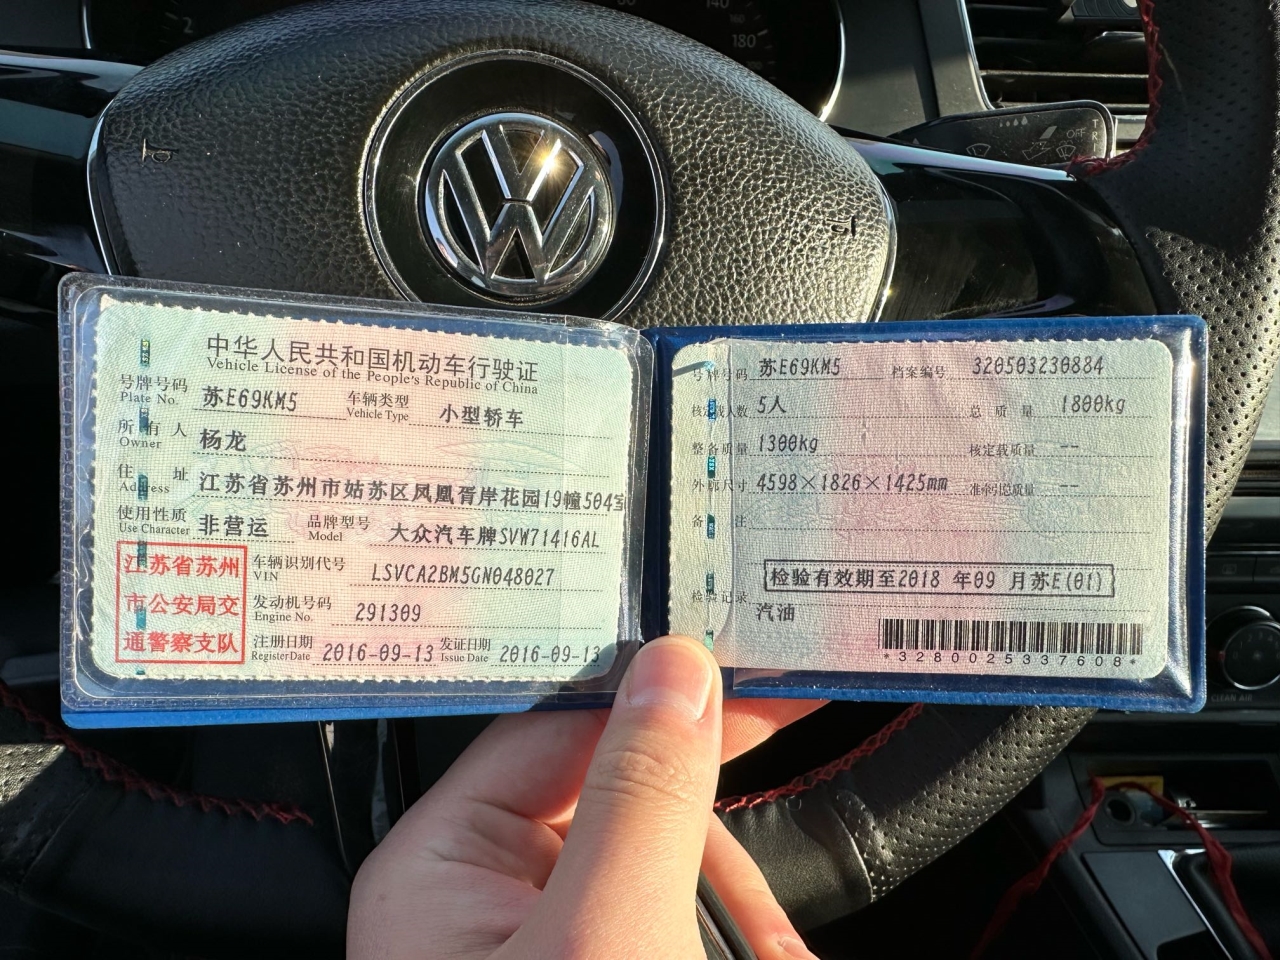 180
OFF R
中华人民共和国机动车行驶证
Vehicle License of the People's Republic of China
号牌号码 苏E69KM5 车辆类型 小型轿车
Plate No. Vehicle Type
所有人 杨龙
Owner
住址 江苏省苏州市姑苏区凤凰胥岸花园19幢504室
Address
使用性质 非营运 品牌型号 大众汽车牌SVW71416AL
Use Character Model
江苏省苏州
市公安局交
通警察支队
车辆识别代号 LSVCA2BM5GN048027
VIN
发动机号码 291309
Engine No.
注册日期 2016-09-13 发证日期 2016-09-13
Register Date Issue Date
号牌号码 苏E69KM5 档案编号 320503230884
核定载人数 5人 总质量 1800kg
整备质量 1300kg 核定载质量 --
外廓尺寸 4598×1826×1425mm 准牵引总质量 --
备注
检验有效期至2018 年09 月苏E(01)
检验记录
汽油
*3280025337608*